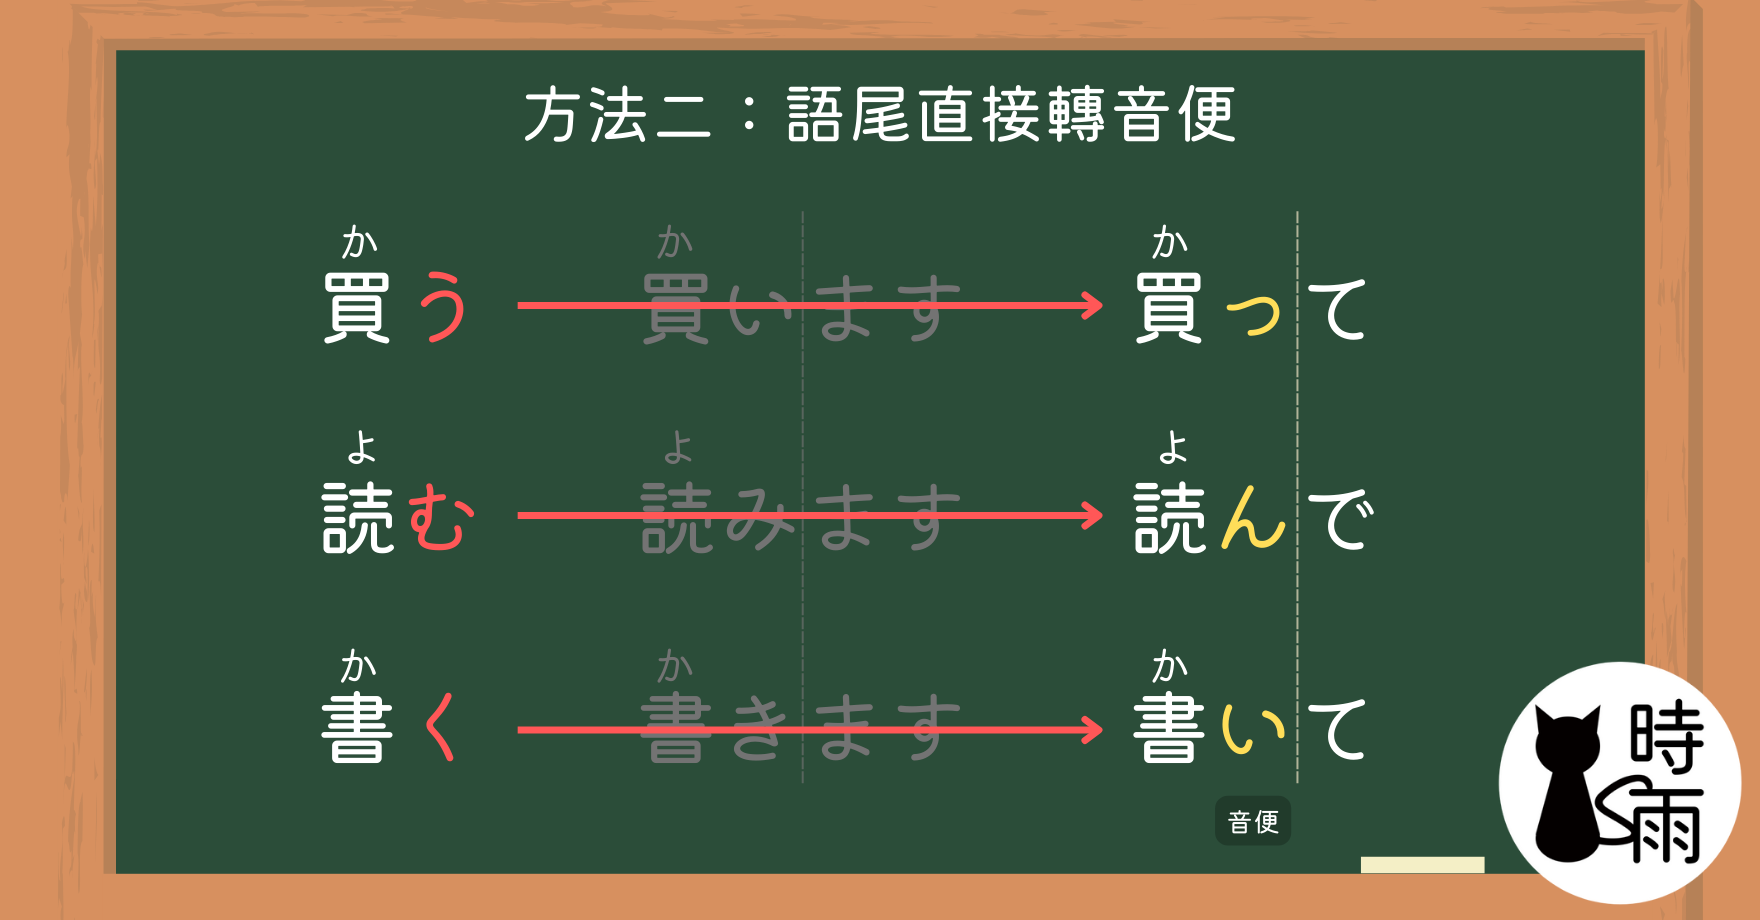 方法二：語尾直接轉音便
か か か
買う 買います 買って
よ よ よ
読む 読みます 読んで
か か か
書く 書きます 書いて
音便
時雨